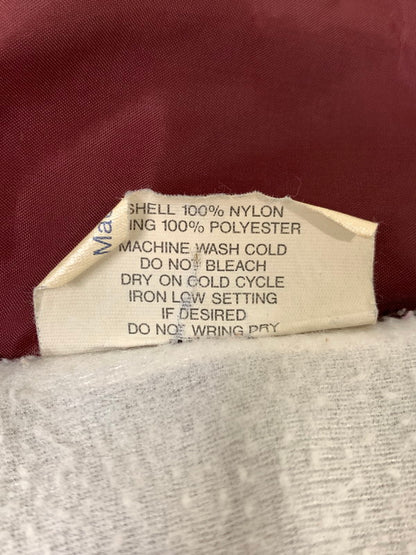 SHELL 100% NYLON
ING 100% POLYESTER
MACHINE WASH COLD
DO NOT BLEACH
DRY ON COLD CYCLE
IRON LOW SETTING
IF DESIRED
DO NOT WRING DRY
Mad